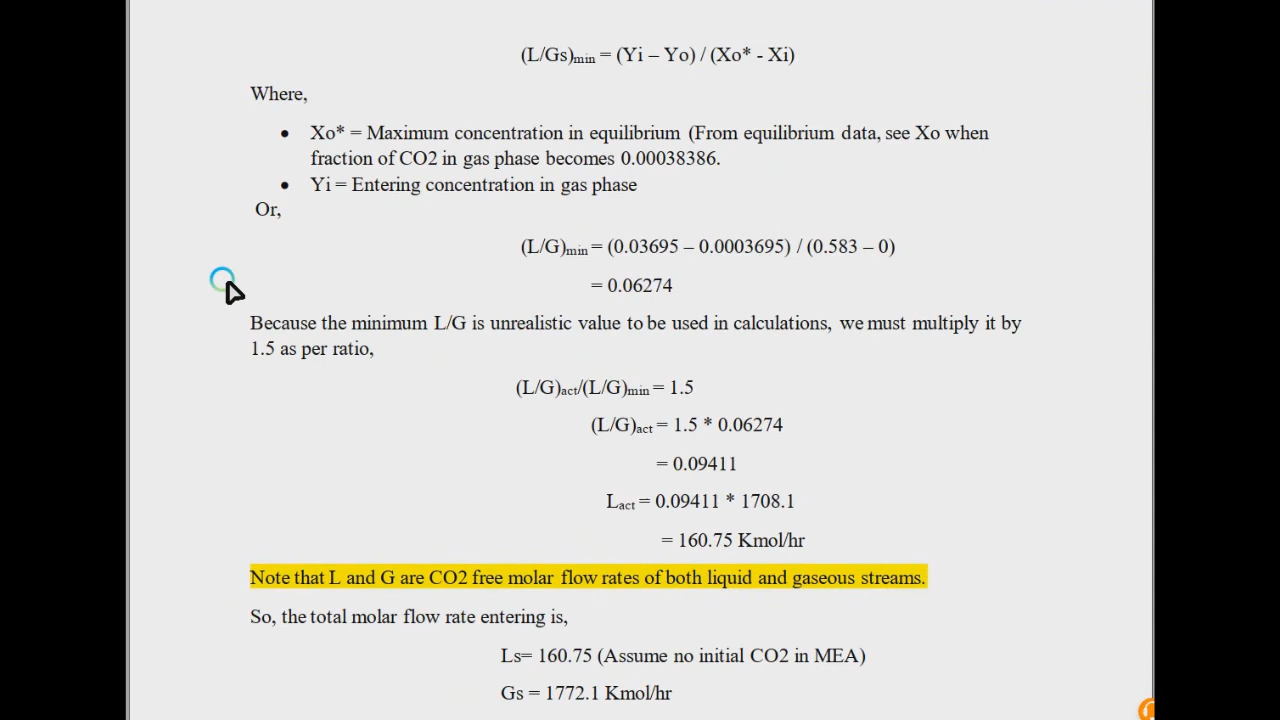 (L/Gs)min = (Yi – Yo) / (Xo* - Xi)
Where,
• Xo* = Maximum concentration in equilibrium (From equilibrium data, see Xo when
fraction of CO2 in gas phase becomes 0.00038386.
• Yi = Entering concentration in gas phase
Or,
(L/G)min = (0.03695 – 0.0003695) / (0.583 – 0)
= 0.06274
Because the minimum L/G is unrealistic value to be used in calculations, we must multiply it by
1.5 as per ratio,
(L/G)act/(L/G)min = 1.5
(L/G)act = 1.5 * 0.06274
= 0.09411
Lact = 0.09411 * 1708.1
= 160.75 Kmol/hr
Note that L and G are CO2 free molar flow rates of both liquid and gaseous streams.
So, the total molar flow rate entering is,
Ls= 160.75 (Assume no initial CO2 in MEA)
Gs = 1772.1 Kmol/hr